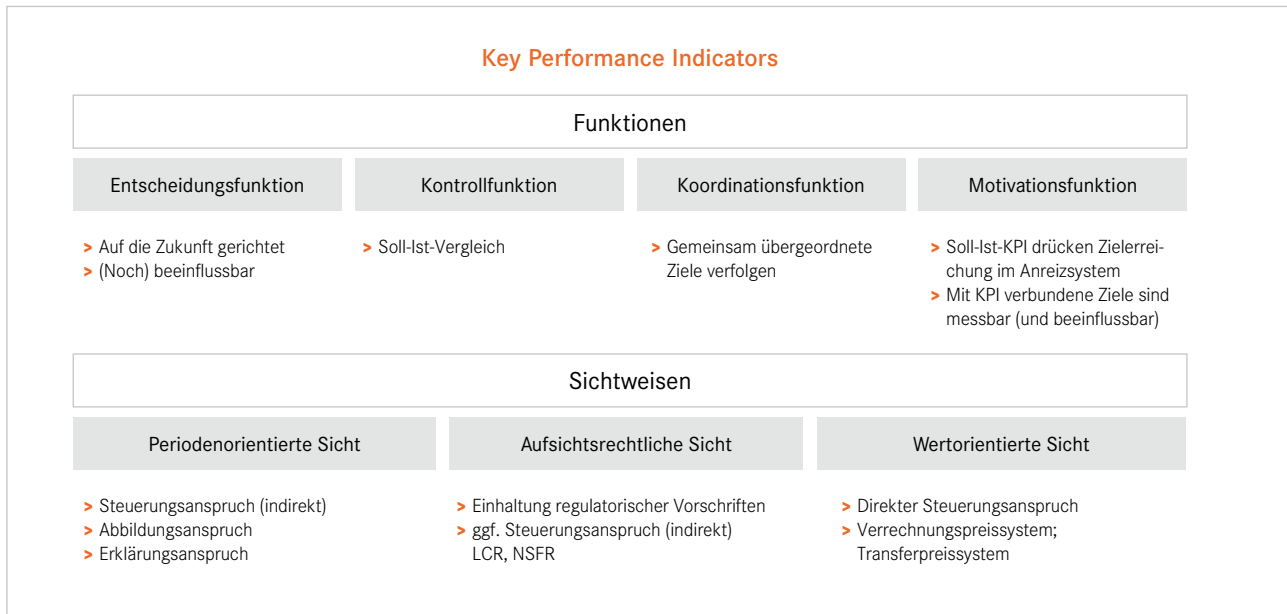 Key Performance Indicators
Funktionen
Entscheidungsfunktion
Kontrollfunktion
Koordinationsfunktion
Motivationsfunktion
> Auf die Zukunft gerichtet
> (Noch) beeinflussbar
> Soll-Ist-Vergleich
> Gemeinsam übergeordnete
Ziele verfolgen
> Soll-Ist-KPI drücken Zielerrei-
chung im Anreizsystem
> Mit KPI verbundene Ziele sind
messbar (und beeinflussbar)
Sichtweisen
Periodenorientierte Sicht
Aufsichtsrechtliche Sicht
Wertorientierte Sicht
> Steuerungsanspruch (indirekt)
> Abbildungsanspruch
> Erklärungsanspruch
> Einhaltung regulatorischer Vorschriften
> ggf. Steuerungsanspruch (indirekt)
LCR, NSFR
> Direkter Steuerungsanspruch
> Verrechnungspreissystem;
Transferpreissystem